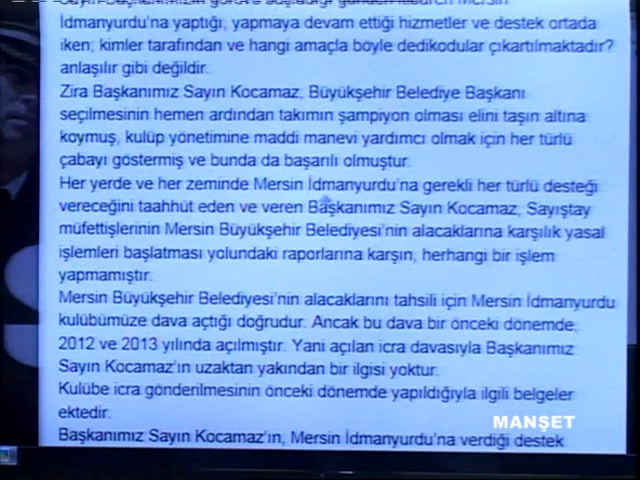 Sayın Başkanımızın göreve başladığı günden itibaren Mersin
İdmanyurdu'na yaptığı, yapmaya devam ettiği hizmetler ve destek ortada
iken; kimler tarafından ve hangi amaçla böyle dedikodular çıkartılmaktadır?
anlaşılır gibi değildir.
Zira Başkanımız Sayın Kocamaz, Büyükşehir Belediye Başkanı
seçilmesinin hemen ardından takımın şampiyon olması elini taşın altına
koymuş, kulüp yönetimine maddi manevi yardımcı olmak için her türlü
çabayı göstermiş ve bunda da başarılı olmuştur.
Her yerde ve her zeminde Mersin İdmanyurdu'na gerekli her türlü desteği
vereceğini taahhüt eden ve veren Başkanımız Sayın Kocamaz, Sayıştay
müfettişlerinin Mersin Büyükşehir Belediyesi'nin alacaklarına karşılık yasal
işlemleri başlatması yolundaki raporlarına karşın, herhangi bir işlem
yapmamıştır.
Mersin Büyükşehir Belediyesi'nin alacaklarını tahsili için Mersin İdmanyurdu
kulübümüze dava açtığı doğrudur. Ancak bu dava bir önceki dönemde,
2012 ve 2013 yılında açılmıştır. Yani açılan icra davasıyla Başkanımız
Sayın Kocamaz'ın uzaktan yakından bir ilgisi yoktur.
Kulübe icra gönderilmesinin önceki dönemde yapıldığıyla ilgili belgeler
ektedir.
Başkanımız Sayın Kocamaz'ın, Mersin İdmanyurdu'na verdiği destek
MANŞET